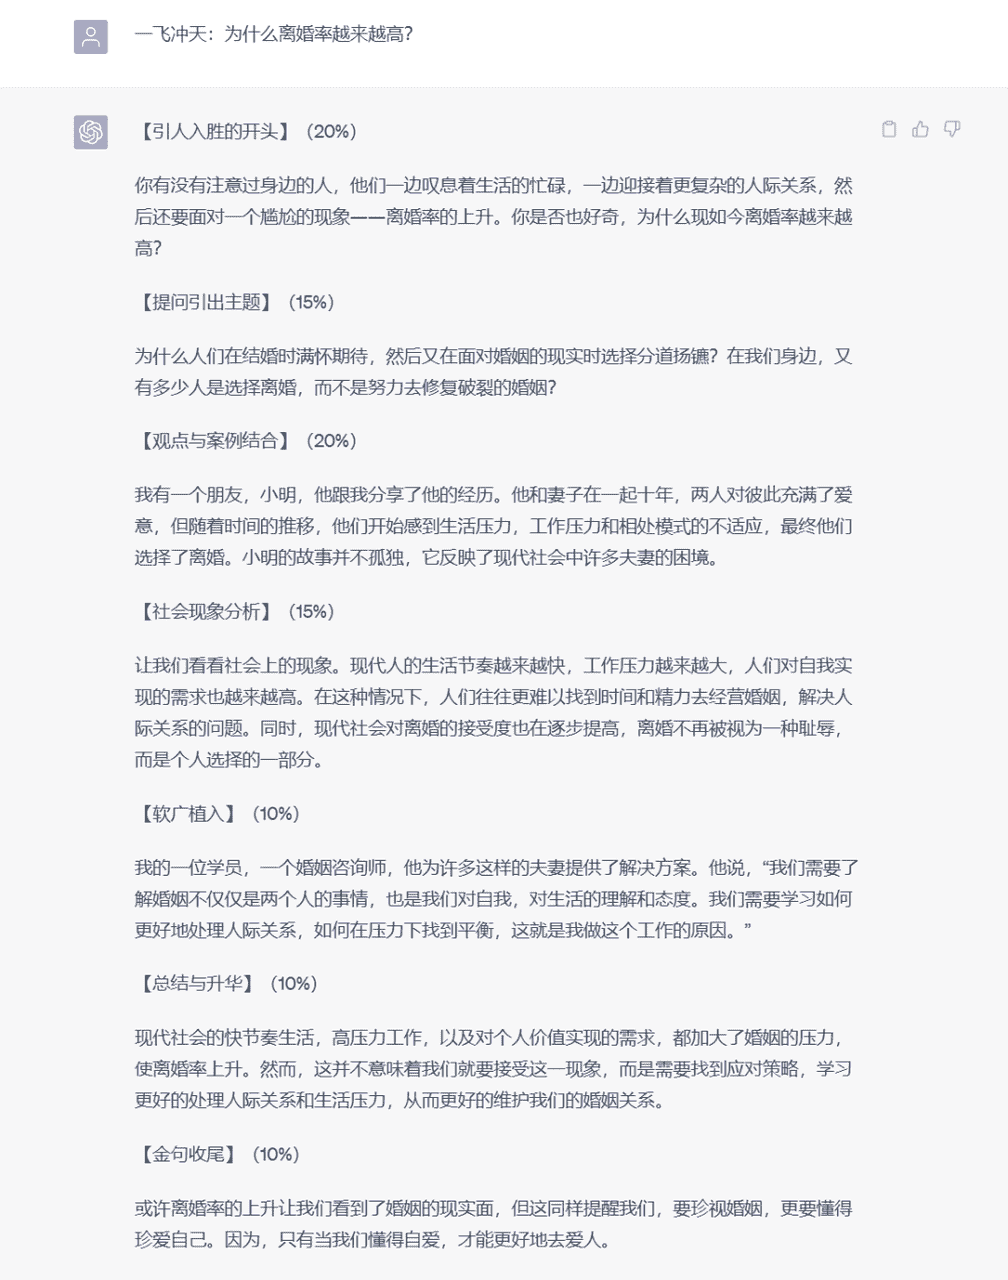 一飞冲天：为什么离婚率越来越高？
【引人入胜的开头】（20%）
你有没有注意过身边的人，他们一边叹息着生活的忙碌，一边迎接着更复杂的人际关系，然
后还要面对一个尴尬的现象——离婚率的上升。你是否也好奇，为什么现如今离婚率越来越
高？
【提问引出主题】（15%）
为什么人们在结婚时满怀期待，然后又在面对婚姻的现实时选择分道扬镳？在我们身边，又
有多少人是选择离婚，而不是努力去修复破裂的婚姻？
【观点与案例结合】（20%）
我有一个朋友，小明，他跟我分享了他的经历。他和妻子在一起十年，两人对彼此充满了爱
意，但随着时间的推移，他们开始感到生活压力，工作压力和相处模式的不适应，最终他们
选择了离婚。小明的故事并不孤独，它反映了现代社会中许多夫妻的困境。
【社会现象分析】（15%）
让我们看看社会上的现象。现代人的生活节奏越来越快，工作压力越来越大，人们对自我实
现的需求也越来越高。在这种情况下，人们往往更难以找到时间和精力去经营婚姻，解决人
际关系的问题。同时，现代社会对离婚的接受度也在逐步提高，离婚不再被视为一种耻辱，
而是个人选择的一部分。
【软广植入】（10%）
我的一位学员，一个婚姻咨询师，他为许多这样的夫妻提供了解决方案。他说，“我们需要了
解婚姻不仅仅是两个人的事情，也是我们对自我，对生活的理解和态度。我们需要学习如何
更好地处理人际关系，如何在压力下找到平衡，这就是我做这个工作的原因。”
【总结与升华】（10%）
现代社会的快节奏生活，高压力工作，以及对个人价值实现的需求，都加大了婚姻的压力，
使离婚率上升。然而，这并不意味着我们就要接受这一现象，而是需要找到应对策略，学习
更好的处理人际关系和生活压力，从而更好的维护我们的婚姻关系。
【金句收尾】（10%）
或许离婚率的上升让我们看到了婚姻的现实面，但这同样提醒我们，要珍视婚姻，更要懂得
珍爱自己。因为，只有当我们懂得自爱，才能更好地去爱人。